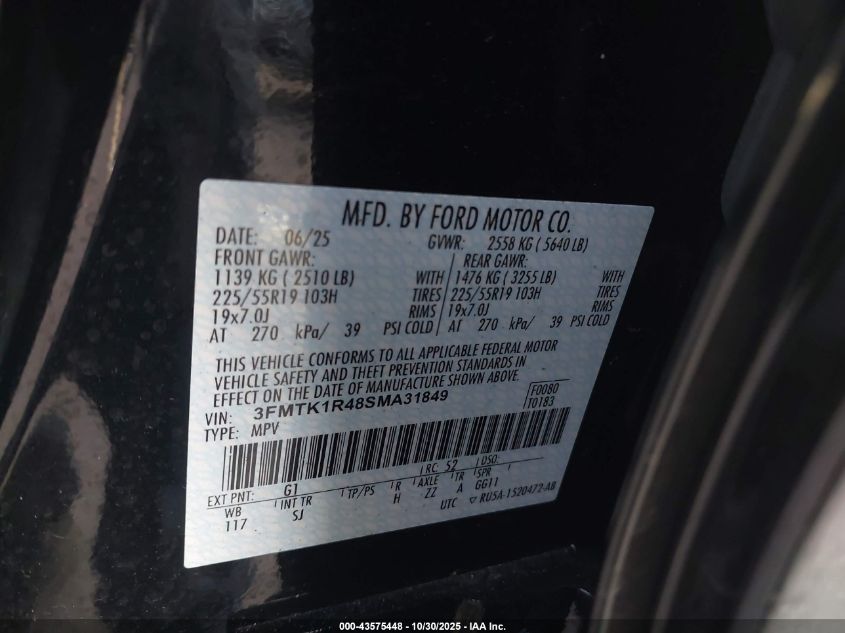 MFD. BY FORD MOTOR CO.
DATE: 06/25 GVWR: 2558 KG ( 5640 LB)
FRONT GAWR: REAR GAWR:
1139 KG ( 2510 LB) WITH 1476 KG ( 3255 LB) WITH
225/55R19 103H TIRES 225/55R19 103H TIRES
19x7.0J RIMS 19x7.0J RIMS
AT 270 kPa/ 39 PSI COLD AT 270 kPa/ 39 PSI COLD
THIS VEHICLE CONFORMS TO ALL APPLICABLE FEDERAL MOTOR
VEHICLE SAFETY AND THEFT PREVENTION STANDARDS IN
EFFECT ON THE DATE OF MANUFACTURE SHOWN ABOVE.
VIN: 3FMTK1R48SMA31849 F0080
TYPE: MPV T0183
EXT PNT: G1 RC: 52 DSO:
WB INT TR TP/PS R AXLE TR SPR
117 SJ H ZZ A GG11
UTC ▽ RU5A-1520472-AB
000-43575448 - 10/30/2025 - IAA Inc.